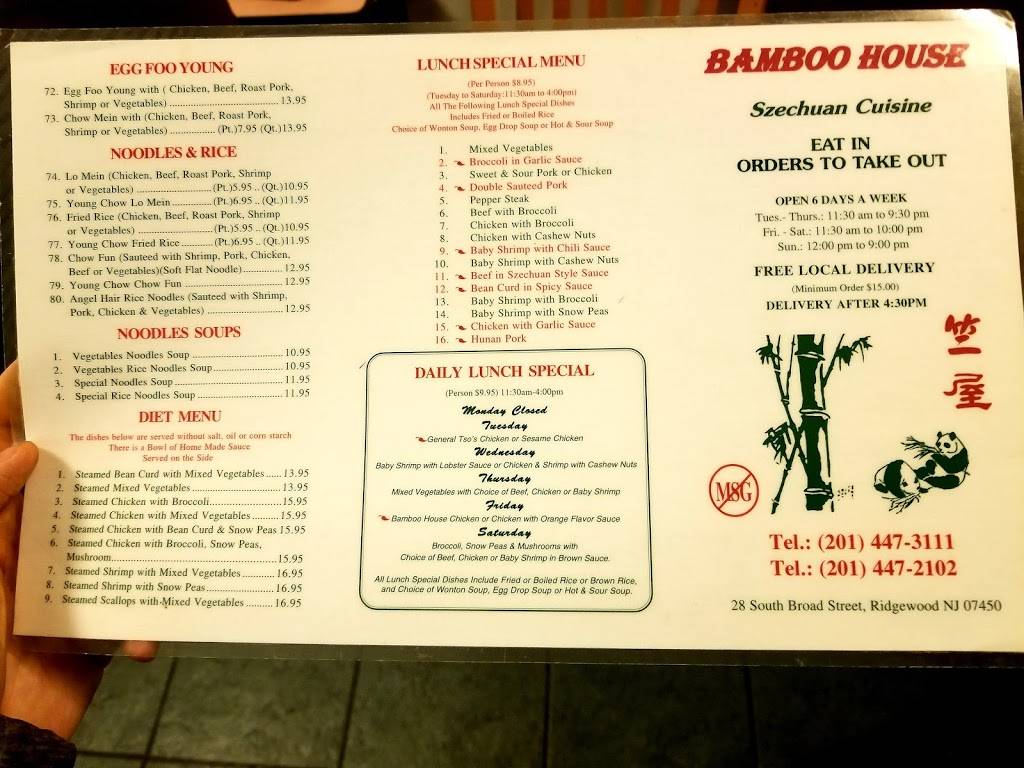 EGG FOO YOUNG
72. Egg Foo Young with ( Chicken, Beef, Roast Pork,
Shrimp or Vegetables) ........ 13.95
73. Chow Mein with (Chicken, Beef, Roast Pork,
Shrimp or Vegetables) ........ (Pt.)7.95 (Qt.)13.95
NOODLES & RICE
74. Lo Mein (Chicken, Beef, Roast Pork, Shrimp
or Vegetables) ........ (Pt.)5.95 .. (Qt.)10.95
75. Young Chow Lo Mein ........ (Pt.)6.95 .. (Qt.)11.95
76. Fried Rice (Chicken, Beef, Roast Pork, Shrimp
or Vegetables) ........ (Pt.)5.95 .. (Qt.)10.95
77. Young Chow Fried Rice ........ (Pt.)6.95 .. (Qt.)11.95
78. Chow Fun (Sauteed with Shrimp, Pork, Chicken,
Beef or Vegetables)(Soft Flat Noodle) ........ 12.95
79. Young Chow Chow Fun ........ 12.95
80. Angel Hair Rice Noodles (Sauteed with Shrimp,
Pork, Chicken & Vegetables) ........ 12.95
NOODLES SOUPS
1. Vegetables Noodles Soup ........ 10.95
2. Vegetables Rice Noodles Soup ........ 10.95
3. Special Noodles Soup ........ 11.95
4. Special Rice Noodles Soup ........ 11.95
DIET MENU
The dishes below are served without salt, oil or corn starch
There is a Bowl of Home Made Sauce
Served on the Side
1. Steamed Bean Curd with Mixed Vegetables ..... 13.95
2. Steamed Mixed Vegetables ........ 13.95
3. Steamed Chicken with Broccoli ........ 15.95
4. Steamed Chicken with Mixed Vegetables ........ 15.95
5. Steamed Chicken with Bean Curd & Snow Peas 15.95
6. Steamed Chicken with Broccoli, Snow Peas,
Mushroom ........ 15.95
7. Steamed Shrimp with Mixed Vegetables ........ 16.95
8. Steamed Shrimp with Snow Peas ........ 16.95
9. Steamed Scallops with Mixed Vegetables ........ 16.95
LUNCH SPECIAL MENU
(Per Person $8.95)
(Tuesday to Saturday:11:30am to 4:00pm)
All The Following Lunch Special Dishes
Includes Fried or Boiled Rice
Choice of Wonton Soup, Egg Drop Soup or Hot & Sour Soup
1. Mixed Vegetables
2. Broccoli in Garlic Sauce
3. Sweet & Sour Pork or Chicken
4. Double Sauteed Pork
5. Pepper Steak
6. Beef with Broccoli
7. Chicken with Broccoli
8. Chicken with Cashew Nuts
9. Baby Shrimp with Chili Sauce
10. Baby Shrimp with Cashew Nuts
11. Beef in Szechuan Style Sauce
12. Bean Curd in Spicy Sauce
13. Baby Shrimp with Broccoli
14. Baby Shrimp with Snow Peas
15. Chicken with Garlic Sauce
16. Hunan Pork
DAILY LUNCH SPECIAL
(Person $9.95) 11:30am-4:00pm
Monday Closed
Tuesday
General Tso's Chicken or Sesame Chicken
Wednesday
Baby Shrimp with Lobster Sauce or Chicken & Shrimp with Cashew Nuts
Thursday
Mixed Vegetables with Choice of Beef, Chicken or Baby Shrimp
Friday
Bamboo House Chicken or Chicken with Orange Flavor Sauce
Saturday
Broccoli, Snow Peas & Mushrooms with
Choice of Beef, Chicken or Baby Shrimp in Brown Sauce.
All Lunch Special Dishes Include Fried or Boiled Rice or Brown Rice,
and Choice of Wonton Soup, Egg Drop Soup or Hot & Sour Soup.
BAMBOO HOUSE
Szechuan Cuisine
EAT IN
ORDERS TO TAKE OUT
OPEN 6 DAYS A WEEK
Tues.- Thurs.: 11:30 am to 9:30 pm
Fri. - Sat.: 11:30 am to 10:00 pm
Sun.: 12:00 pm to 9:00 pm
FREE LOCAL DELIVERY
(Minimum Order $15.00)
DELIVERY AFTER 4:30PM
竺屋
MSG
Tel.: (201) 447-3111
Tel.: (201) 447-2102
28 South Broad Street, Ridgewood NJ 07450